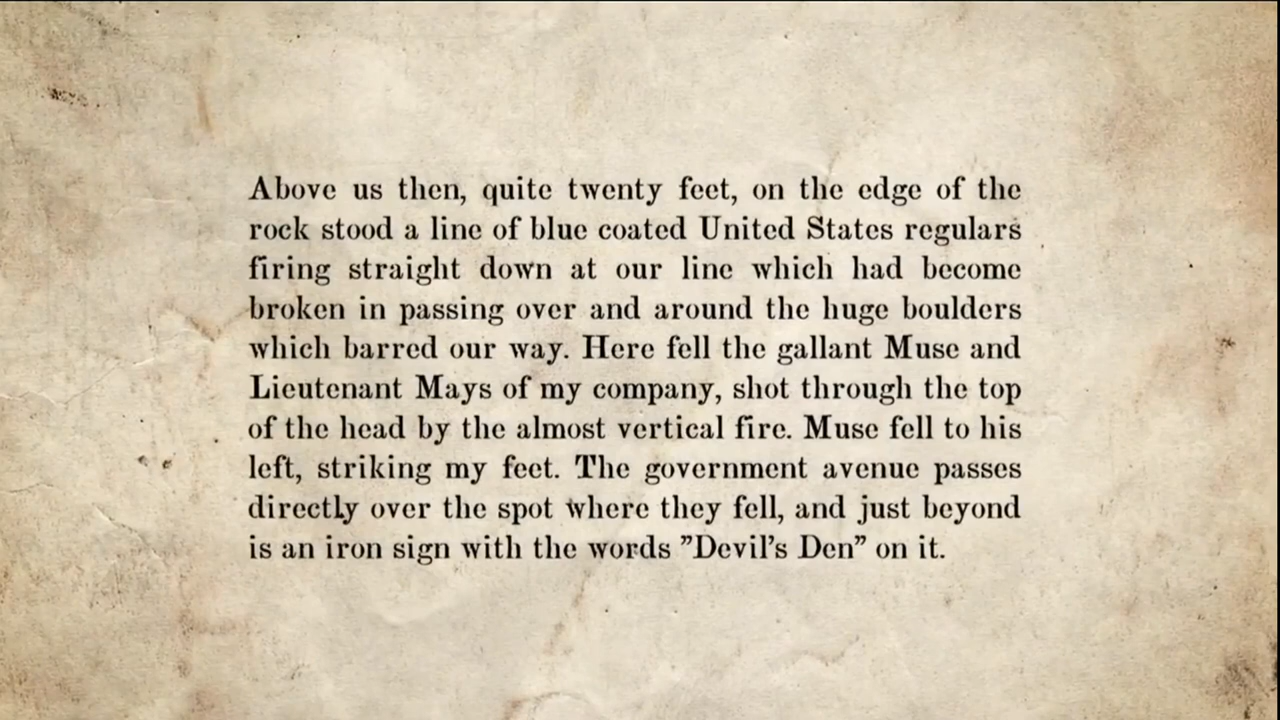 Above us then, quite twenty feet, on the edge of the
rock stood a line of blue coated United States regulars
firing straight down at our line which had become
broken in passing over and around the huge boulders
which barred our way. Here fell the gallant Muse and
Lieutenant Mays of my company, shot through the top
of the head by the almost vertical fire. Muse fell to his
left, striking my feet. The government avenue passes
directly over the spot where they fell, and just beyond
is an iron sign with the words ”Devil’s Den” on it.